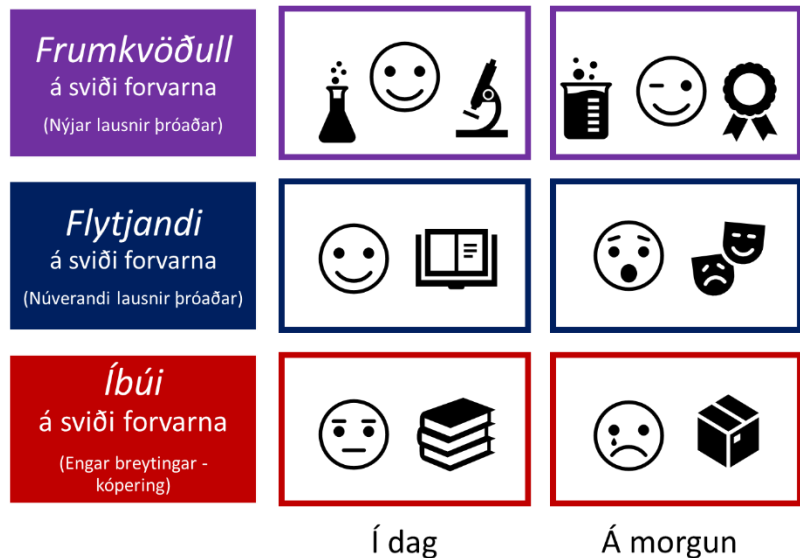 Frumkvöðull
á sviði forvarna
(Nýjar lausnir þróaðar)
Flytjandi
á sviði forvarna
(Núverandi lausnir þróaðar)
Íbúi
á sviði forvarna
(Engar breytingar -
kópering)
Í dag
Á morgun